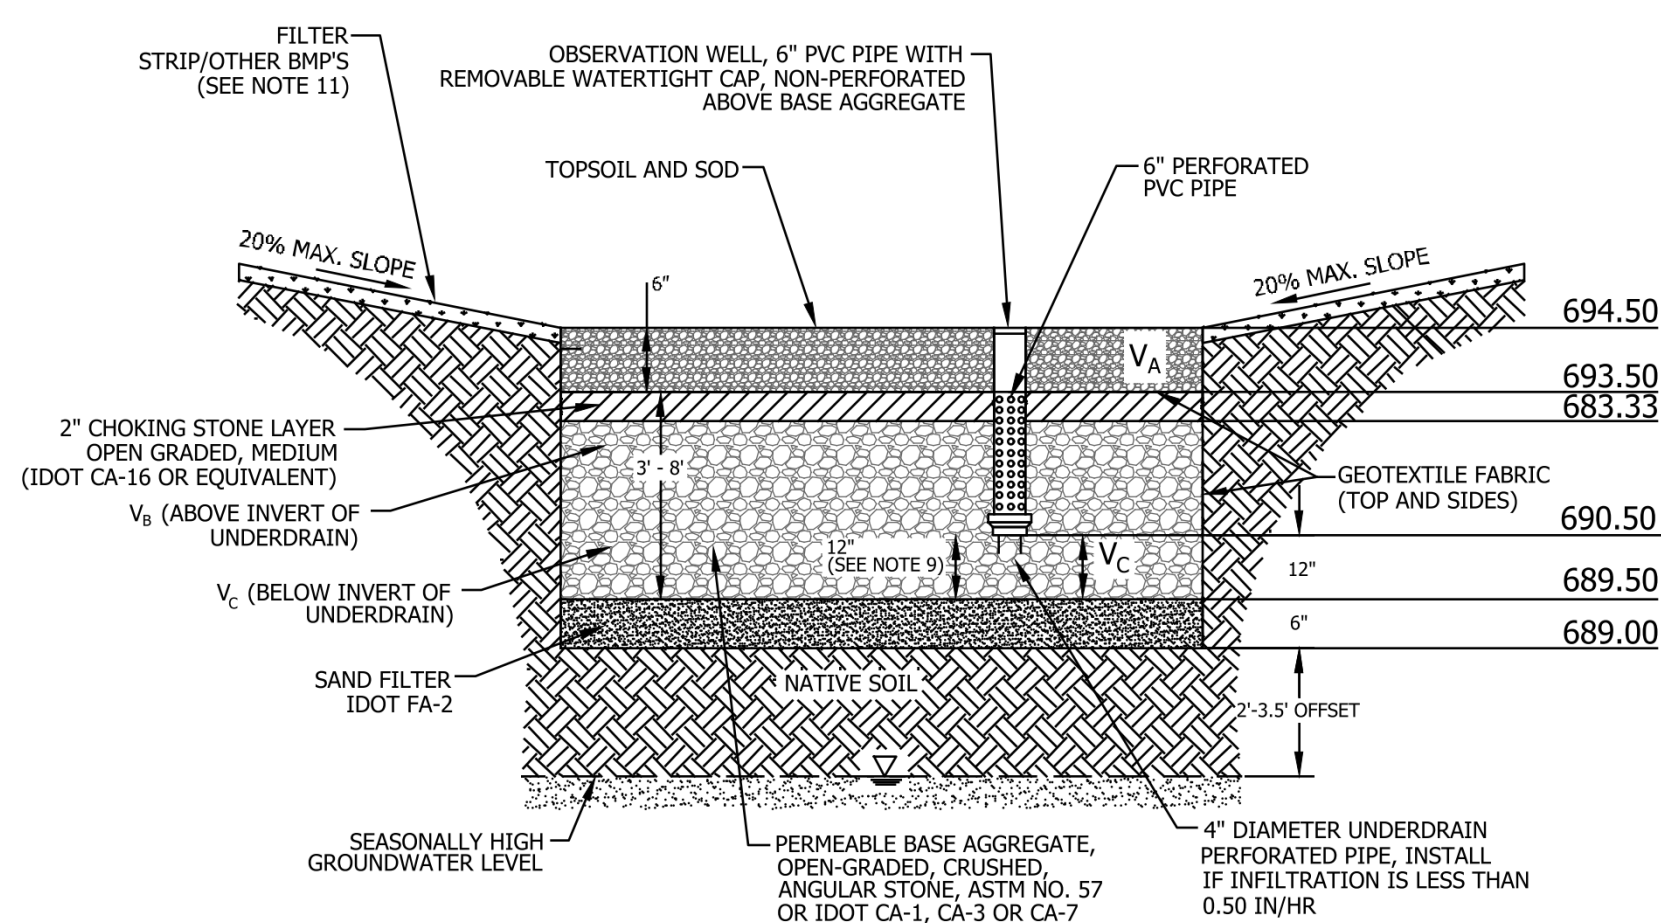 FILTER
STRIP/OTHER BMP'S
(SEE NOTE 11)
OBSERVATION WELL, 6" PVC PIPE WITH
REMOVABLE WATERTIGHT CAP, NON-PERFORATED
ABOVE BASE AGGREGATE
TOPSOIL AND SOD
6" PERFORATED
PVC PIPE
20% MAX. SLOPE
20% MAX. SLOPE
6"
694.50
V_A
693.50
683.33
2" CHOKING STONE LAYER
OPEN GRADED, MEDIUM
(IDOT CA-16 OR EQUIVALENT)
3' - 8'
GEOTEXTILE FABRIC
(TOP AND SIDES)
V_B (ABOVE INVERT OF
UNDERDRAIN)
690.50
12"
(SEE NOTE 9)
V_C
12"
V_C (BELOW INVERT OF
UNDERDRAIN)
689.50
6"
689.00
SAND FILTER
IDOT FA-2
NATIVE SOIL
2'-3.5' OFFSET
SEASONALLY HIGH
GROUNDWATER LEVEL
PERMEABLE BASE AGGREGATE,
OPEN-GRADED, CRUSHED,
ANGULAR STONE, ASTM NO. 57
OR IDOT CA-1, CA-3 OR CA-7
4" DIAMETER UNDERDRAIN
PERFORATED PIPE, INSTALL
IF INFILTRATION IS LESS THAN
0.50 IN/HR